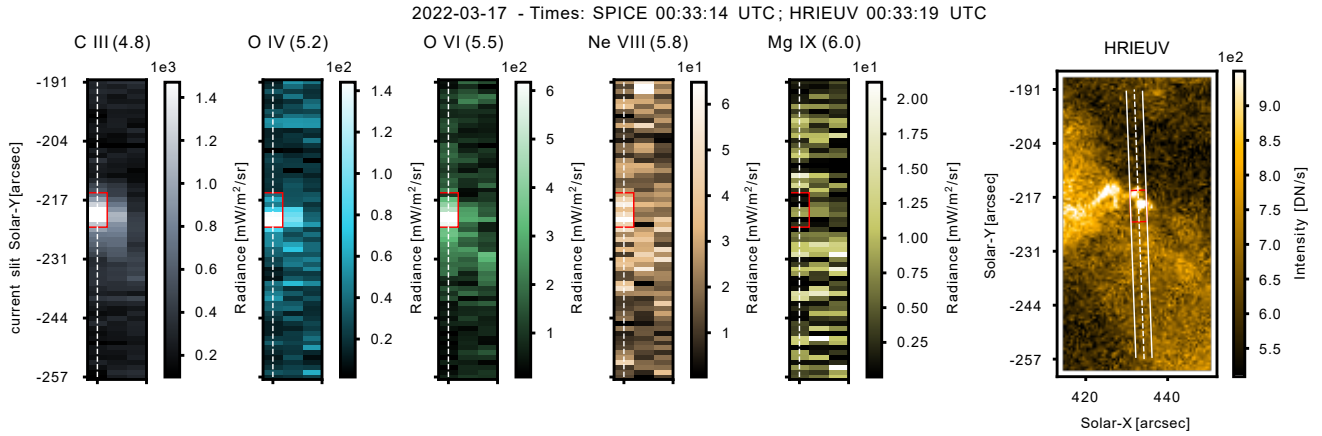 2022-03-17 - Times: SPICE 00:33:14 UTC; HRIEUV 00:33:19 UTC
C III (4.8)
O IV (5.2)
O VI (5.5)
Ne VIII (5.8)
Mg IX (6.0)
HRIEUV
1e3
1e2
1e2
1e1
1e1
1e2
current slit Solar-Y[arcsec]
-191
-204
-217
-231
-244
-257
1.4
1.2
1.0
0.8
0.6
0.4
0.2
Radiance [mW/m²/sr]
1.4
1.2
1.0
0.8
0.6
0.4
0.2
Radiance [mW/m²/sr]
6
5
4
3
2
Radiance [mW/m²/sr]
6
5
4
3
2
1
Radiance [mW/m²/sr]
2.00
1.75
1.50
1.25
1.00
0.75
0.50
0.25
Radiance [mW/m²/sr]
Solar-Y [arcsec]
-191
-204
-217
-231
-244
-257
420
440
Solar-X [arcsec]
9.0
8.5
8.0
7.5
7.0
6.5
6.0
5.5
Intensity [DN/s]